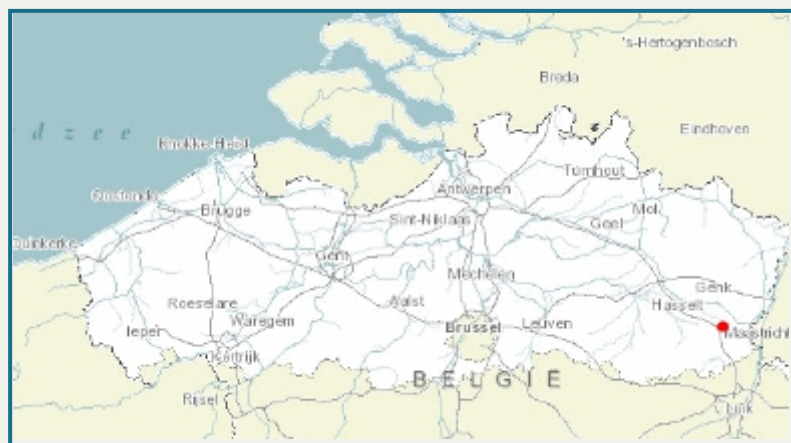 's-Hertogenbosch
Breda
d z e e
Eindhoven
Knokke-Heist
Turnhout
Antwerpen
Oostende
Mol
Brugge
Sint-Niklaas
Geel
Duinkerke
Gent
Mechelen
Genk
Roeselare
Aalst
Hasselt
Waregem
Brussel
Leuven
Ieper
Maastricht
Kortrijk
BELGIË
Rijsel
Luik